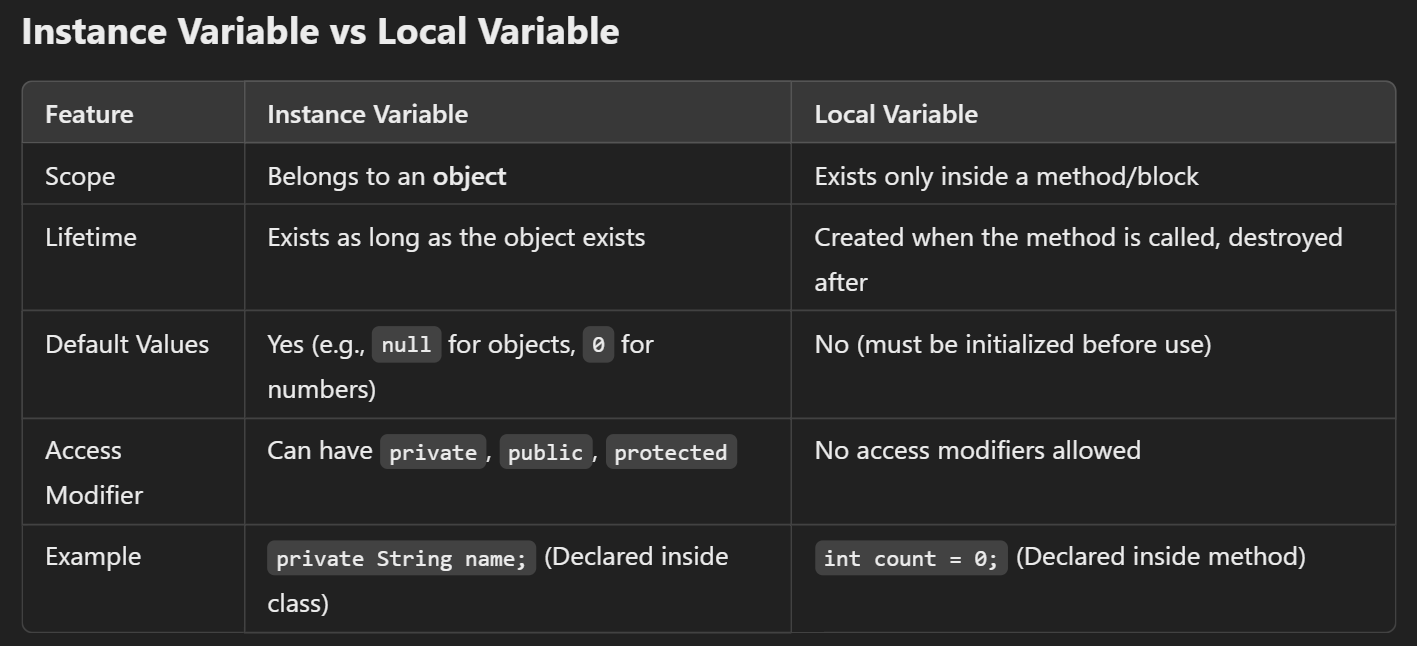 Instance Variable vs Local Variable
Feature Instance Variable Local Variable
Scope Belongs to an object Exists only inside a method/block
Lifetime Exists as long as the object exists Created when the method is called, destroyed
after
Default Values Yes (e.g., null for objects, 0 for No (must be initialized before use)
numbers)
Access Can have private, public, protected No access modifiers allowed
Modifier
Example private String name; (Declared inside int count = 0; (Declared inside method)
class)